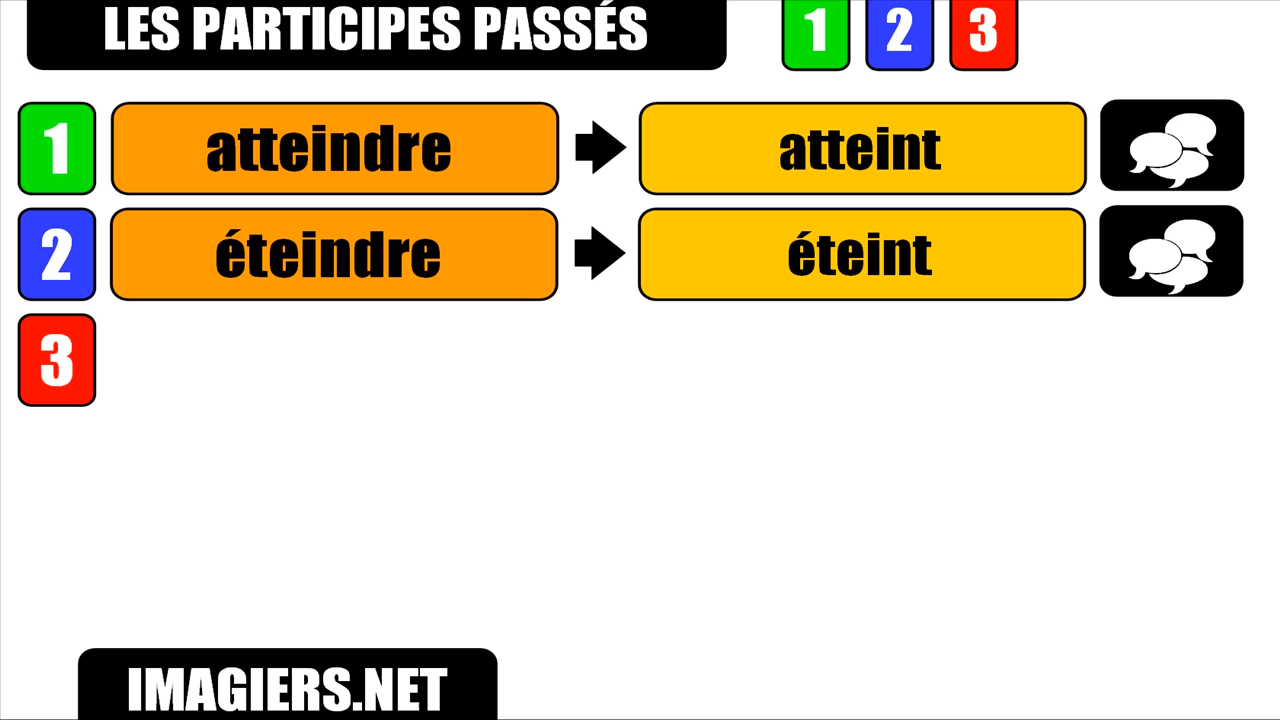 LES PARTICIPES PASSÉS 1 2 3
1 atteindre atteint
2 éteindre éteint
3
IMAGIERS.NET